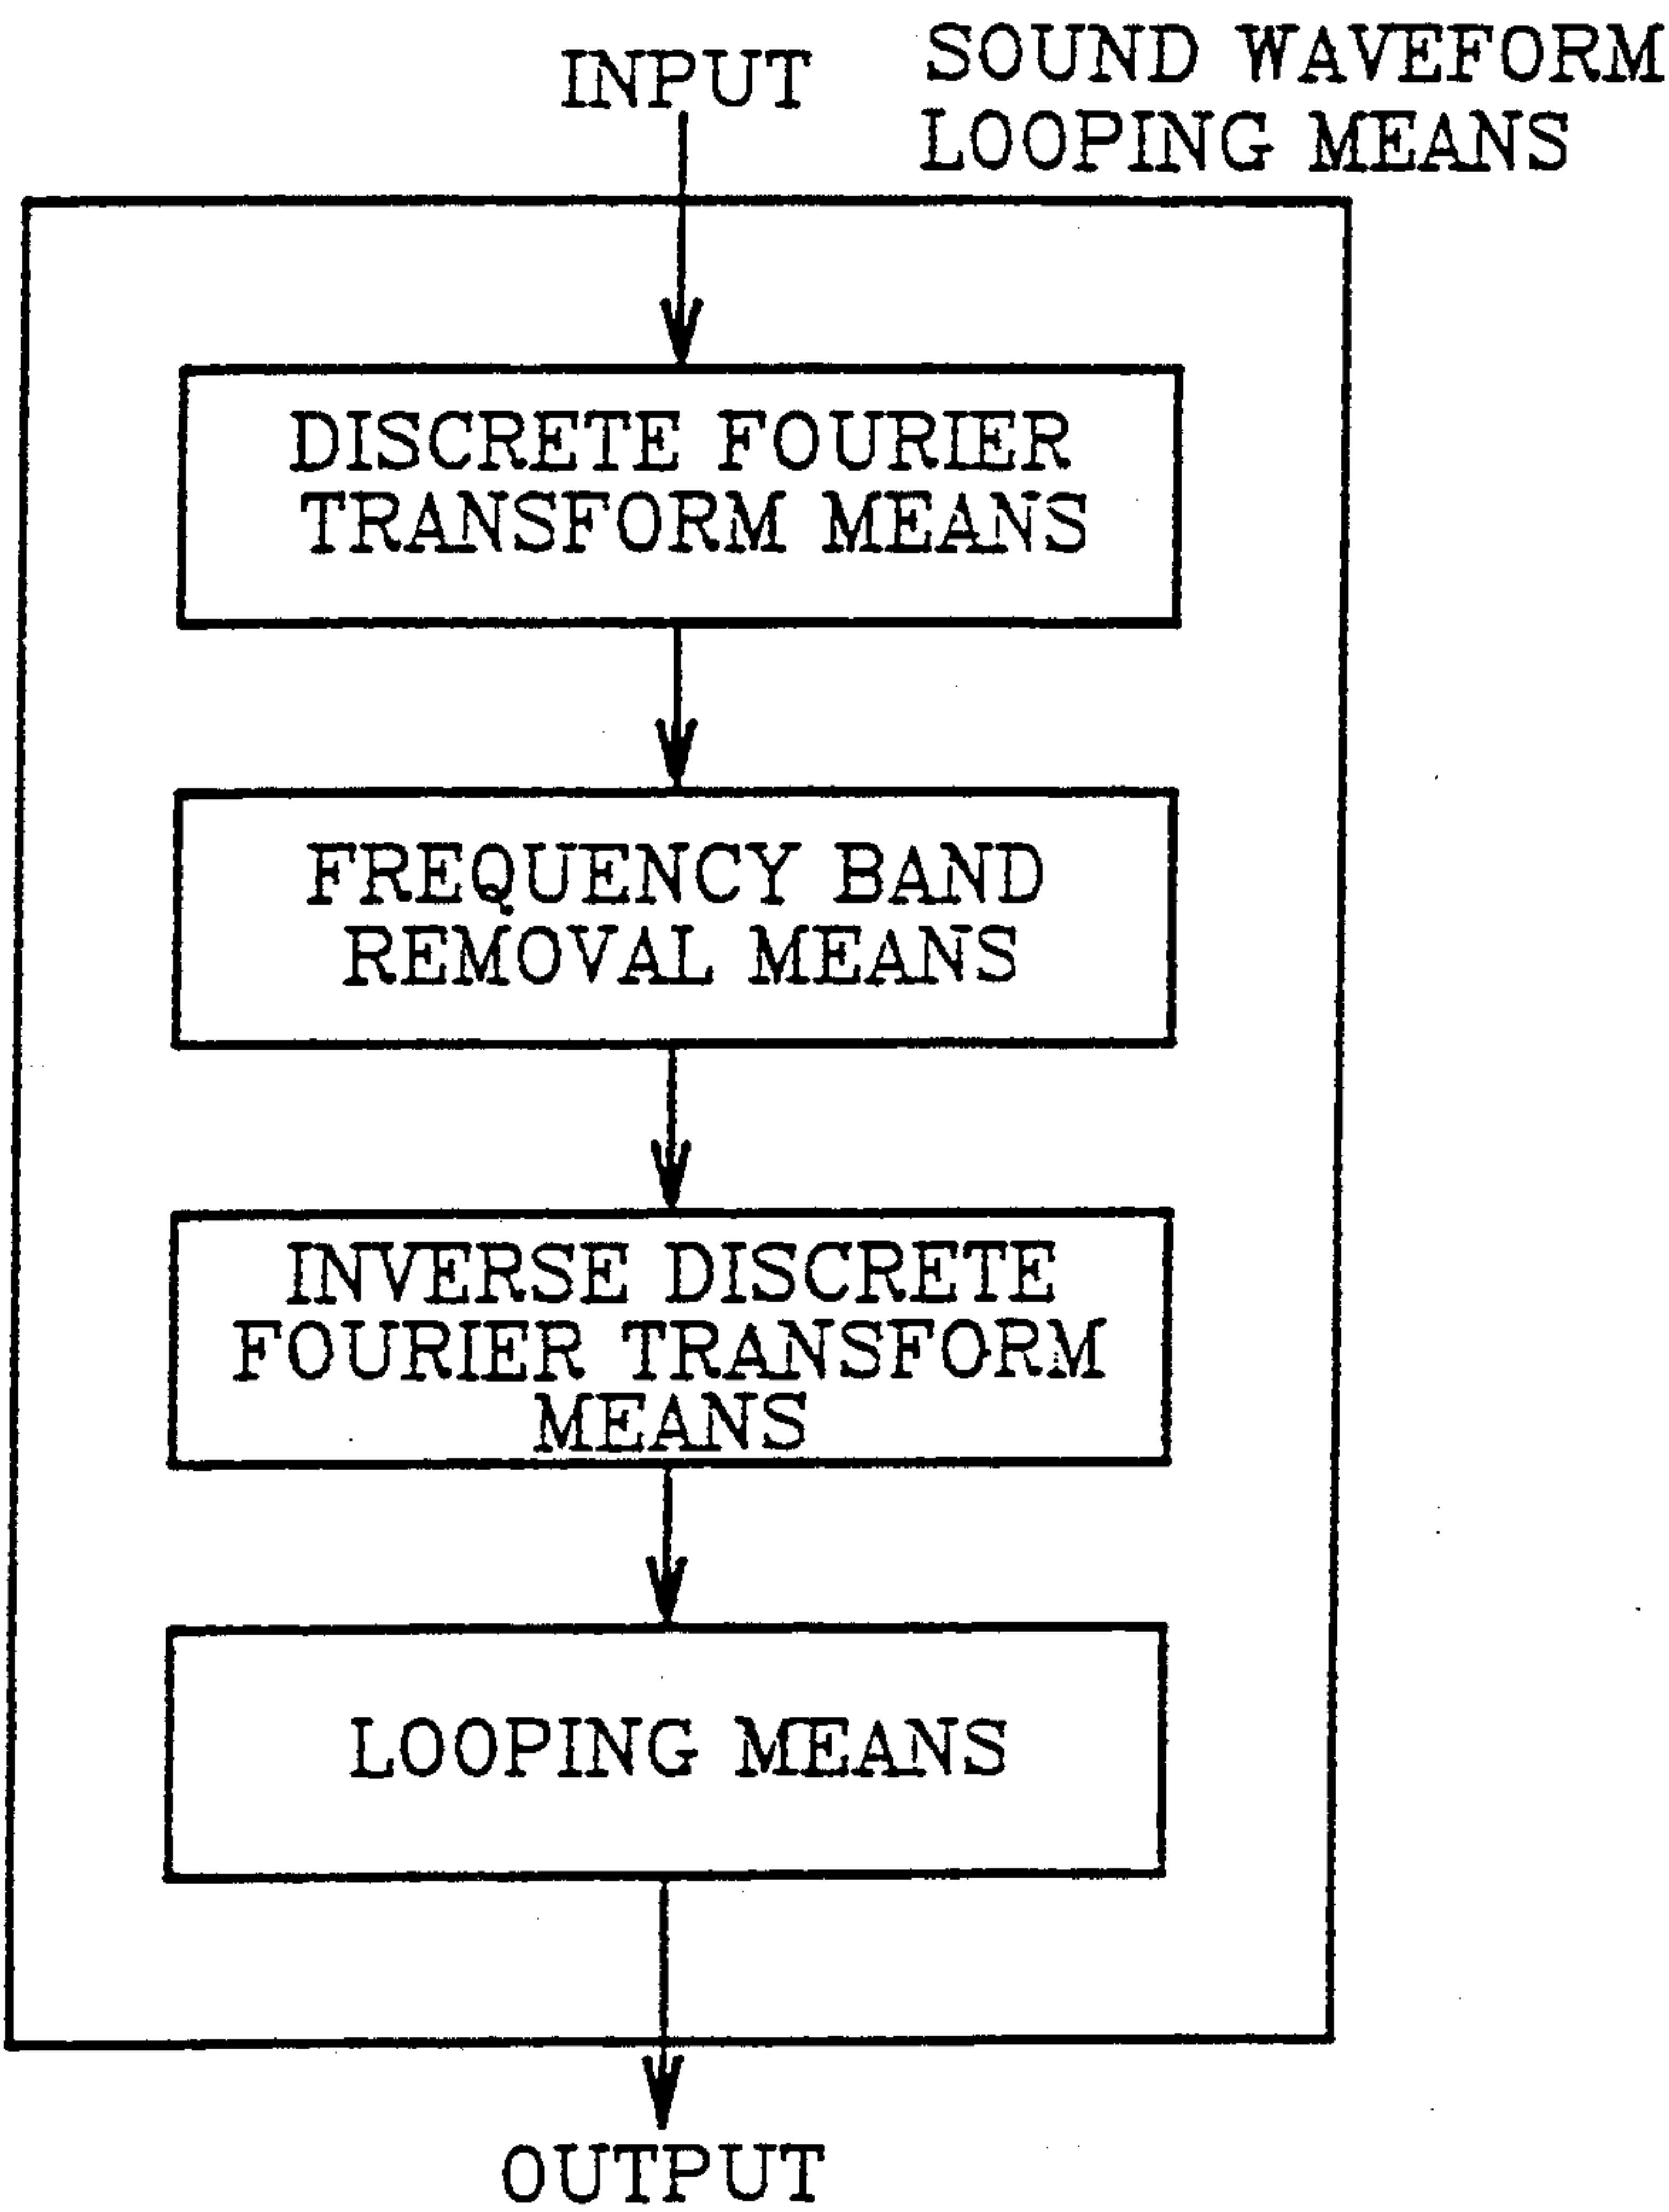 INPUT
SOUND WAVEFORM
LOOPING MEANS
DISCRETE FOURIER
TRANSFORM MEANS
FREQUENCY BAND
REMOVAL MEANS
INVERSE DISCRETE
FOURIER TRANSFORM
MEANS
LOOPING MEANS
OUTPUT